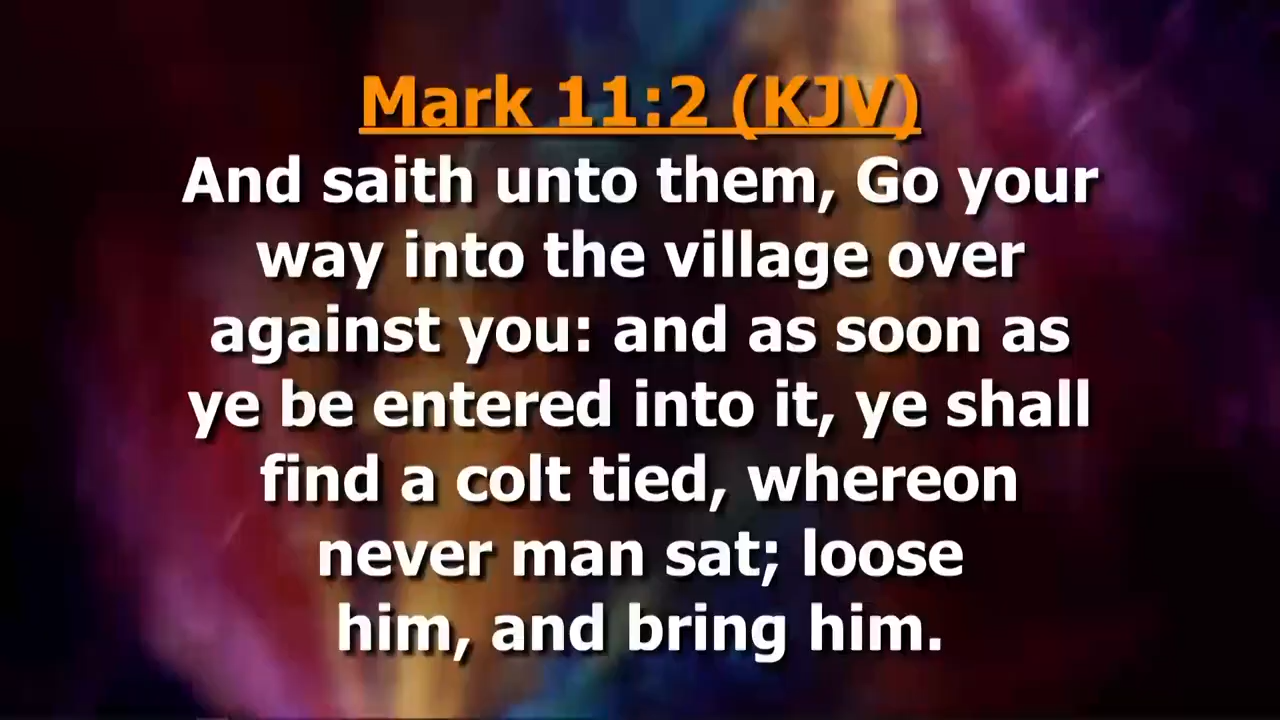 Mark 11:2 (KJV)
And saith unto them, Go your
way into the village over
against you: and as soon as
ye be entered into it, ye shall
find a colt tied, whereon
never man sat; loose
him, and bring him.